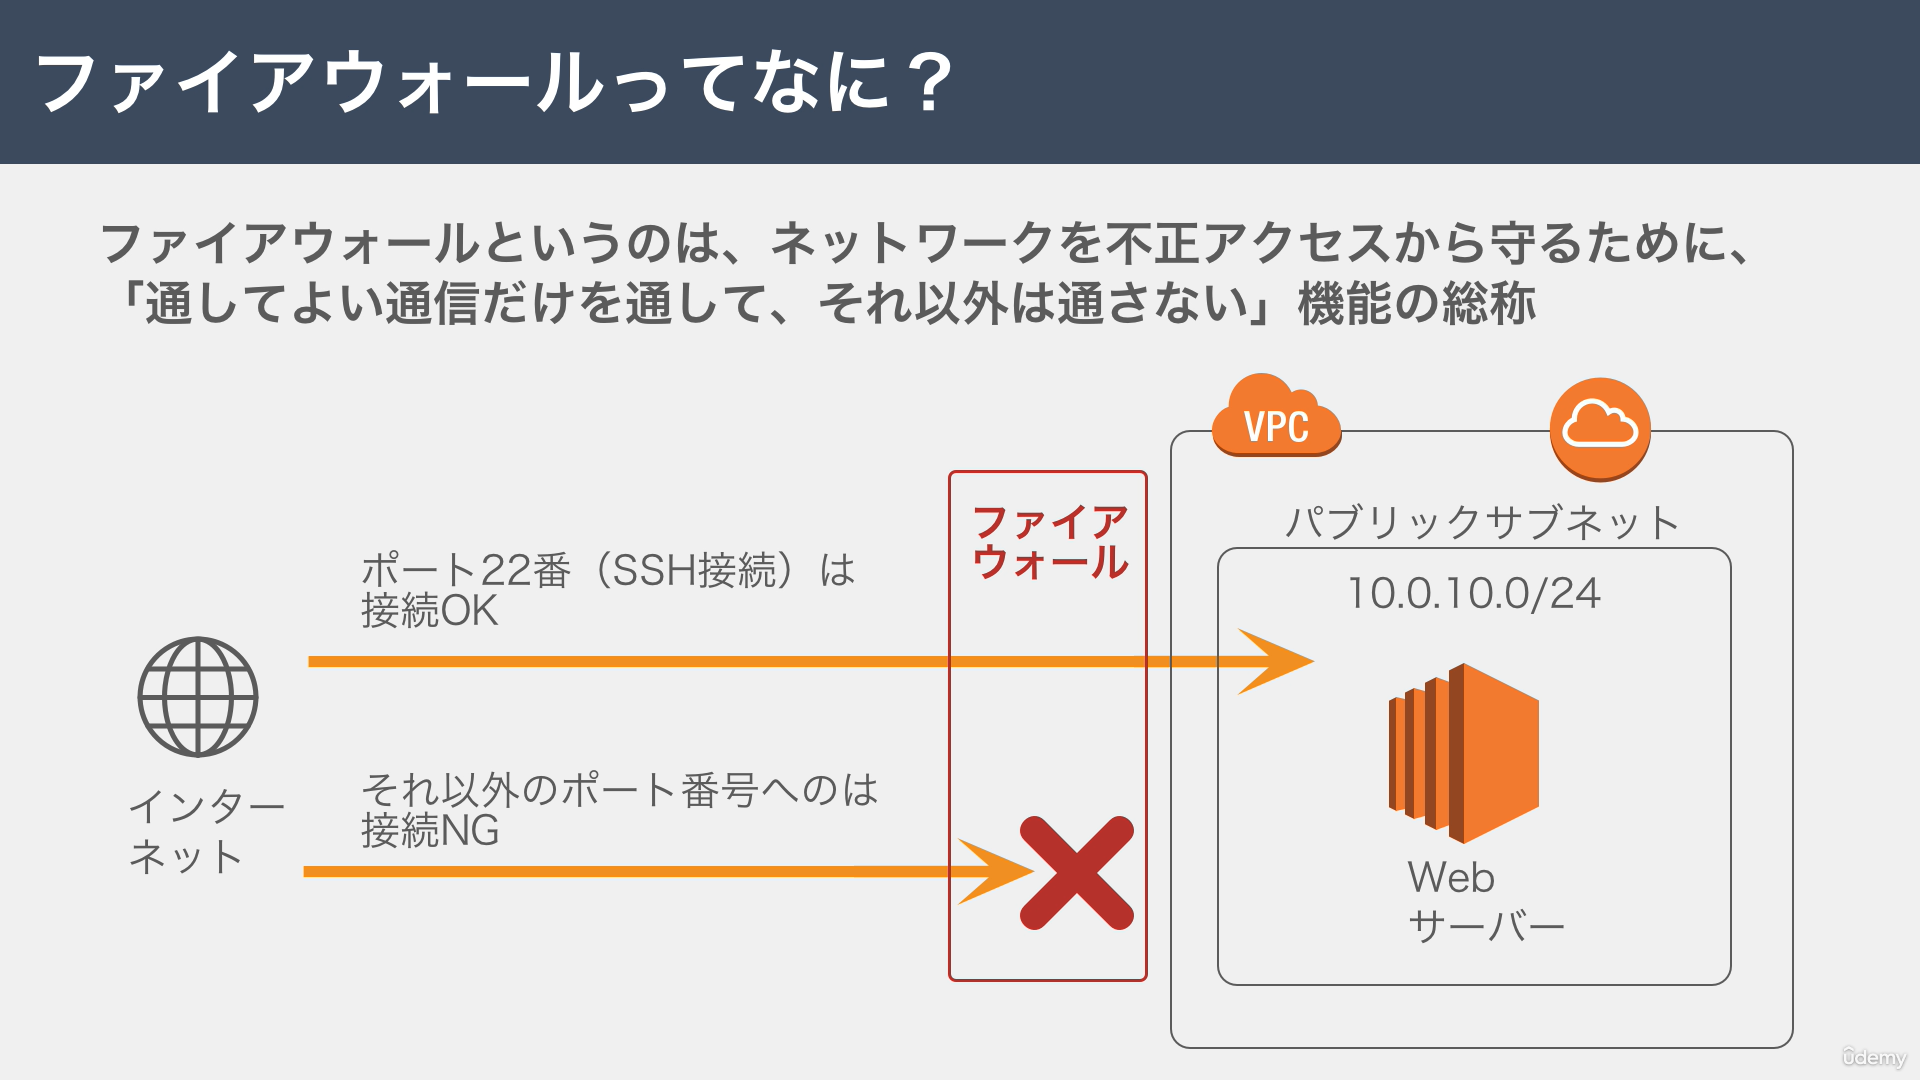 ファイアウォールってなに？
ファイアウォールというのは、ネットワークを不正アクセスから守るために、
「通してよい通信だけを通して、それ以外は通さない」機能の総称
VPC
パブリックサブネット
ファイア
ウォール
ポート22番（SSH接続）は
接続OK
10.0.10.0/24
インター
ネット
それ以外のポート番号へのは
接続NG
Web
サーバー
ûdemy